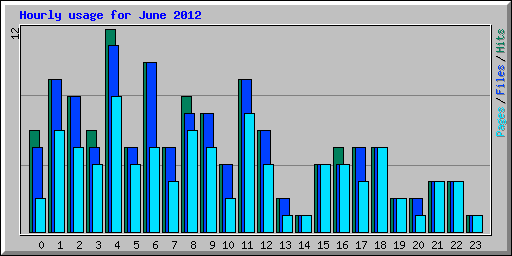 Hourly usage for June 2012
12
Pages / Files / Hits
0 1 2 3 4 5 6 7 8 9 10 11 12 13 14 15 16 17 18 19 20 21 22 23